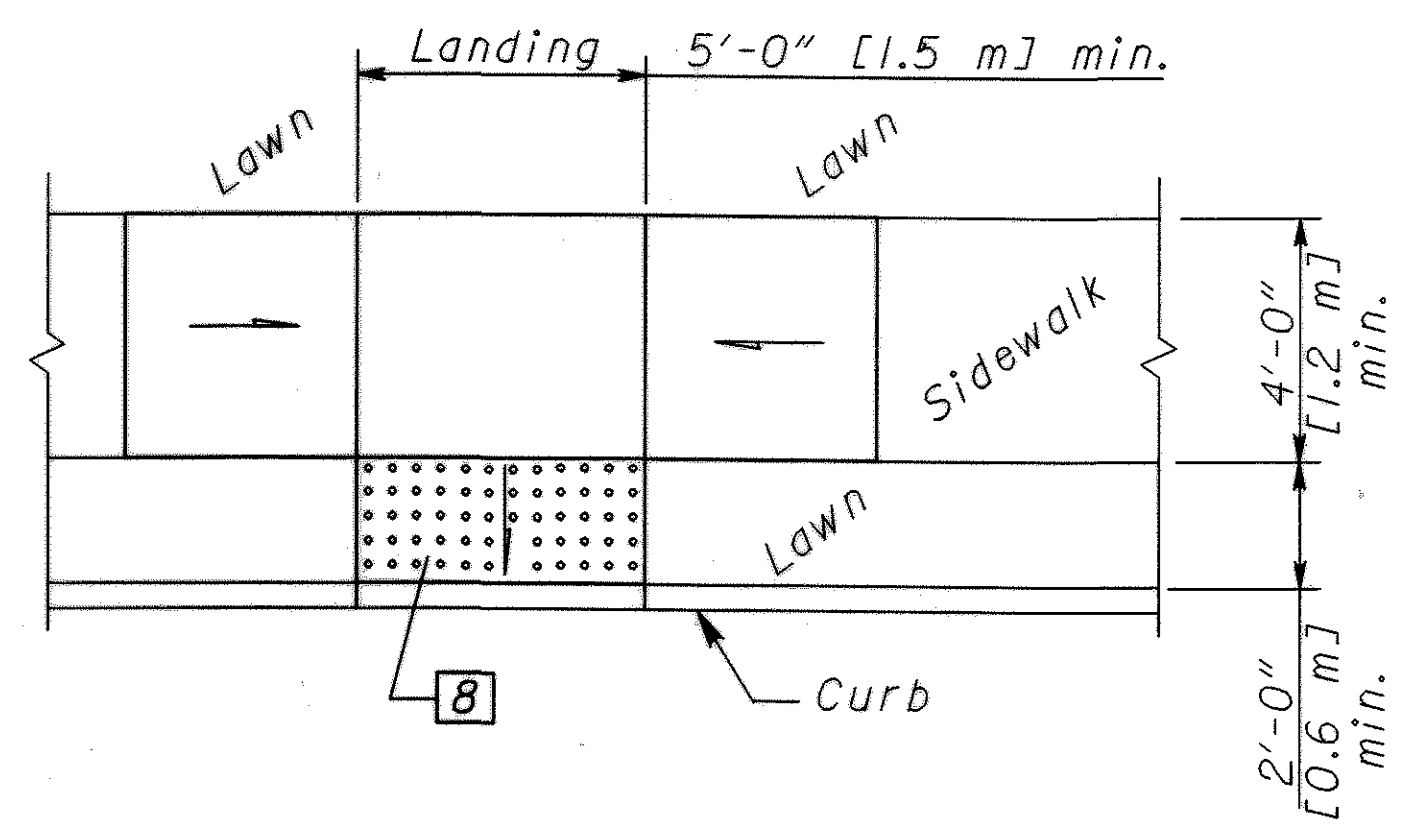 Landing 5'-0" [1.5 m] min.
Lawn
Lawn
Sidewalk
4'-0"
[1.2 m]
min.
Lawn
8
Curb
2'-0"
[0.6 m]
min.